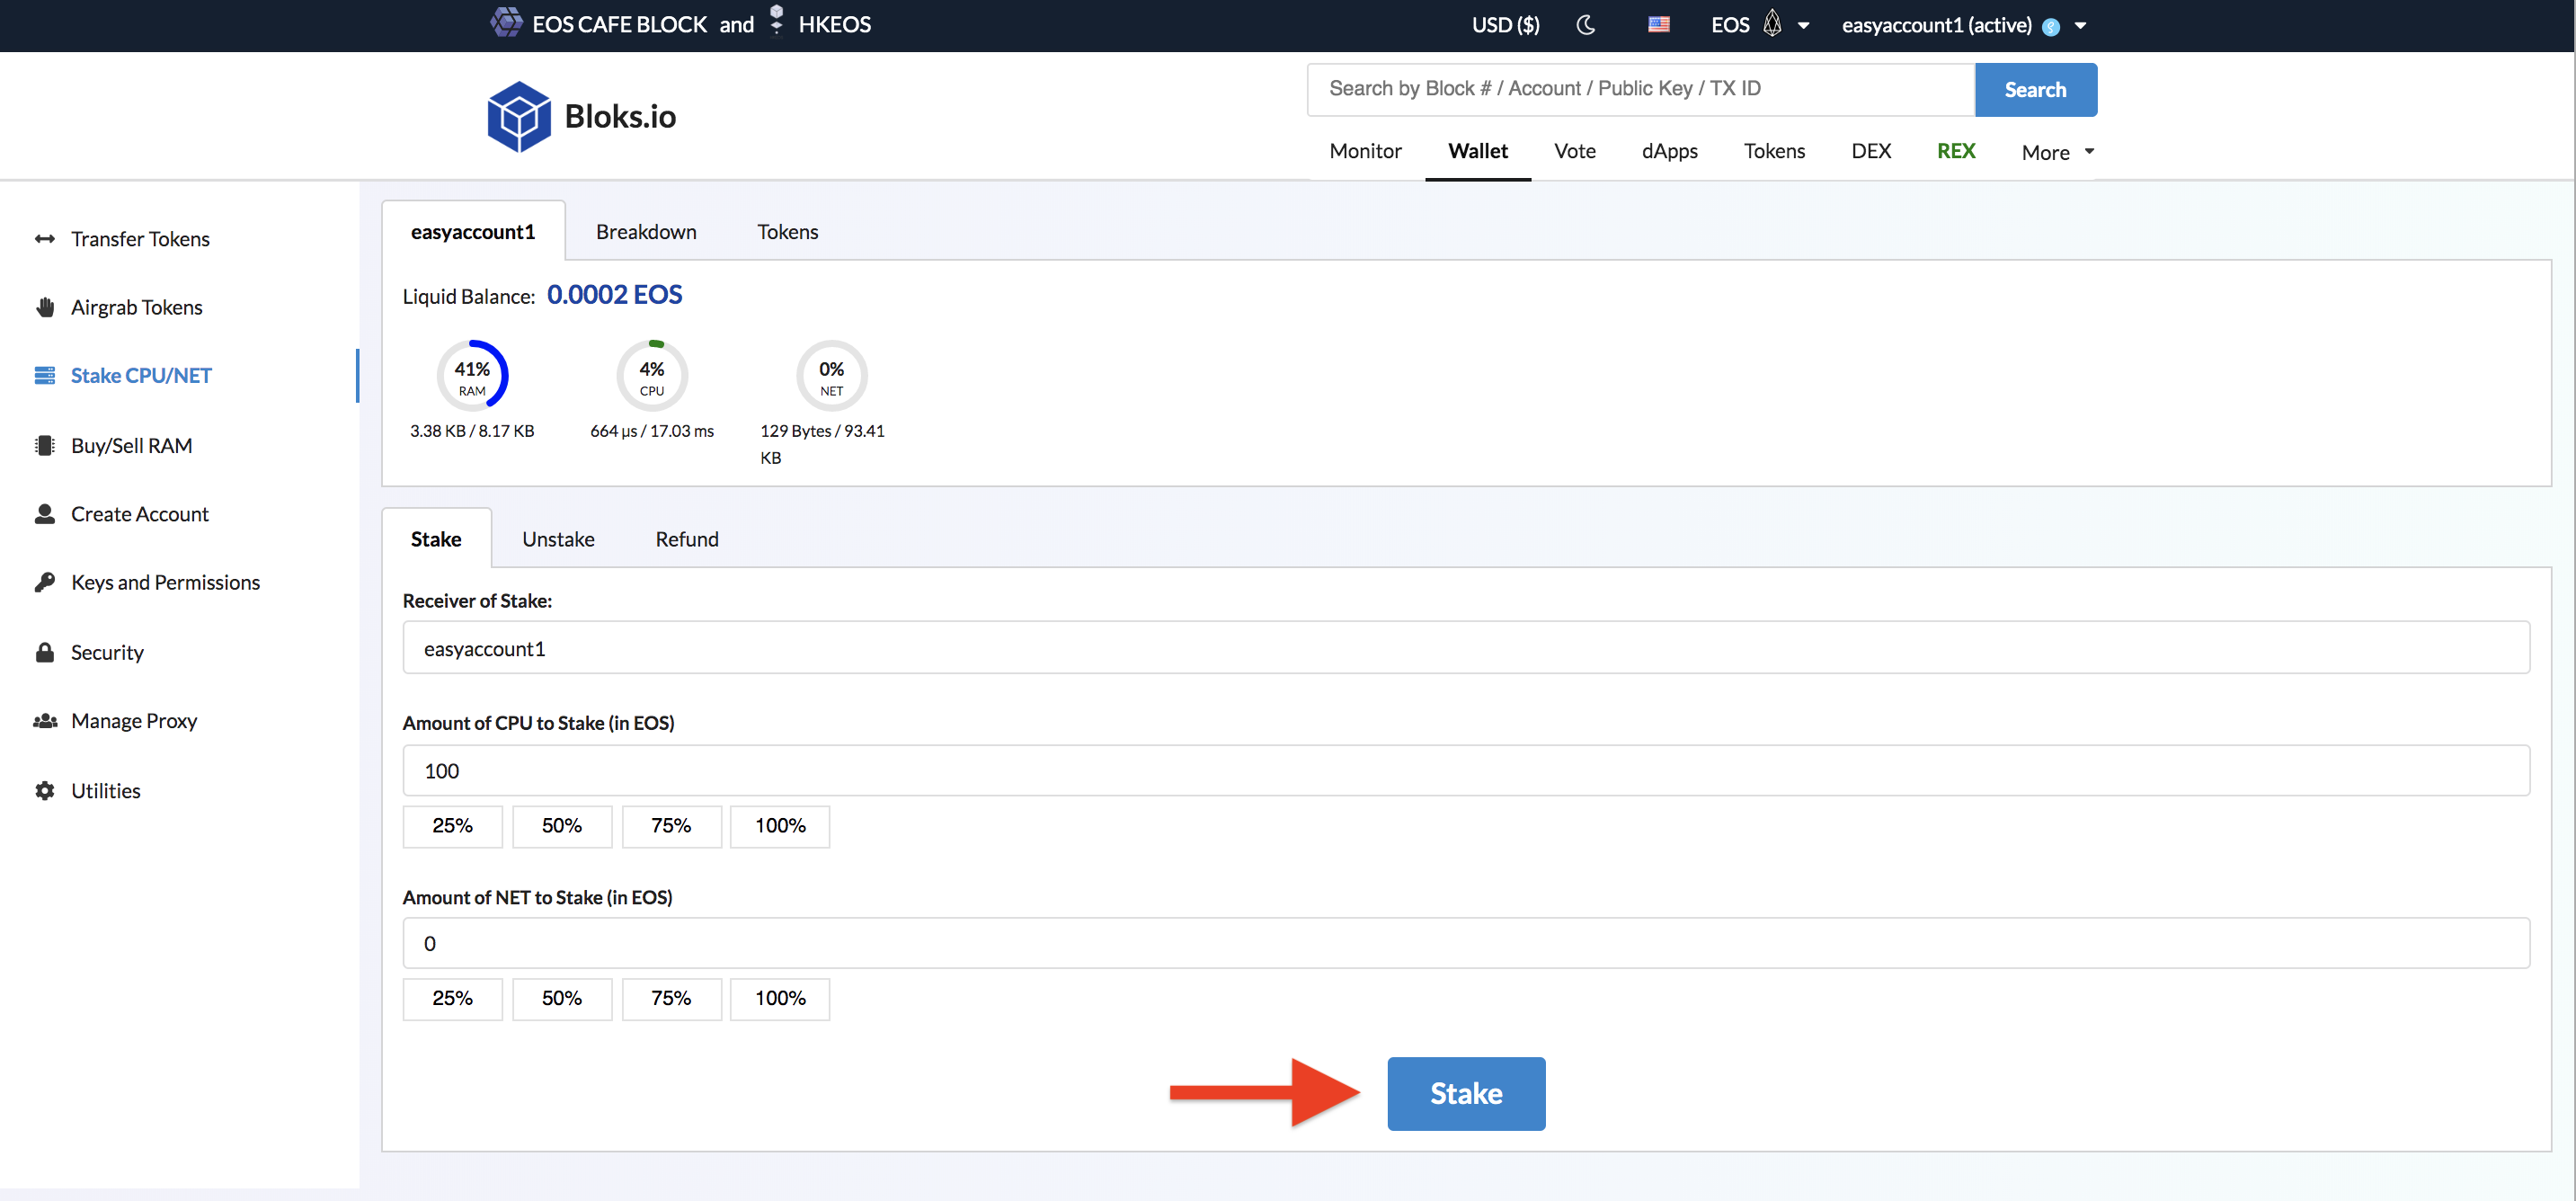 EOS CAFE BLOCK and HKEOS
USD ($)
EOS
easyaccount1 (active)
Bloks.io
Search by Block # / Account / Public Key / TX ID
Search
Monitor
Wallet
Vote
dApps
Tokens
DEX
REX
More
Transfer Tokens
Airgrab Tokens
Stake CPU/NET
Buy/Sell RAM
Create Account
Keys and Permissions
Security
Manage Proxy
Utilities
easyaccount1
Breakdown
Tokens
Liquid Balance: 0.0002 EOS
41%
RAM
3.38 KB / 8.17 KB
4%
CPU
664 µs / 17.03 ms
0%
NET
129 Bytes / 93.41
KB
Stake
Unstake
Refund
Receiver of Stake:
easyaccount1
Amount of CPU to Stake (in EOS)
100
25%
50%
75%
100%
Amount of NET to Stake (in EOS)
0
25%
50%
75%
100%
Stake